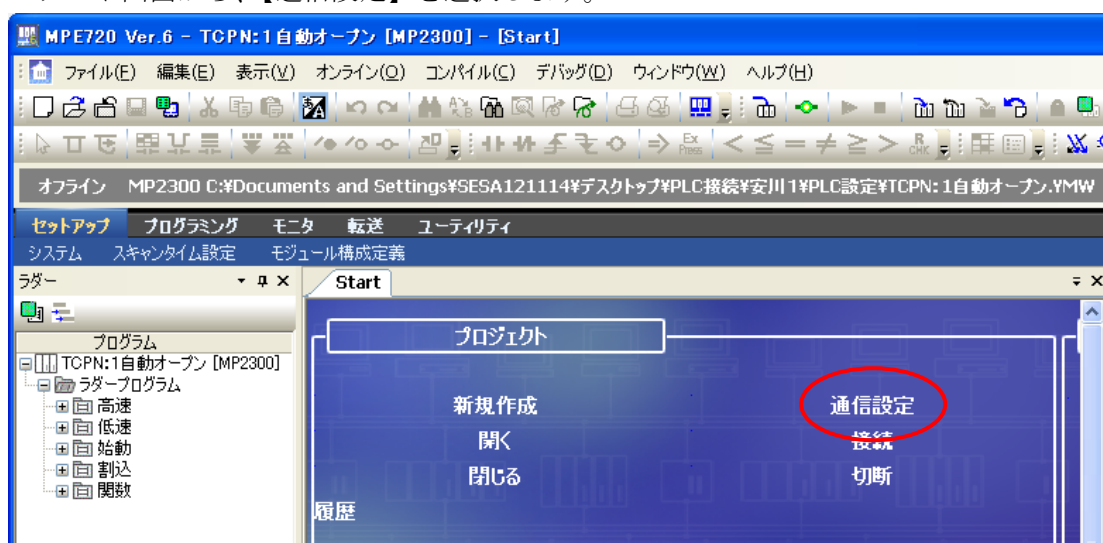 MPE720 Ver.6 - TCPN:1自動オープン [MP2300] - [Start]
ファイル(F) 編集(E) 表示(V) オンライン(O) コンパイル(C) デバッグ(D) ウィンドウ(W) ヘルプ(H)
オフライン MP2300 C:¥Documents and Settings¥SESA121114¥デスクトップ¥PLC接続¥安川1¥PLC設定¥TCPN:1自動オープン.YMW
セットアップ プログラミング モニタ 転送 ユーティリティ
システム スキャンタイム設定 モジュール構成定義
ラダー
Start
プログラム
TCPN:1自動オープン [MP2300]
ラダープログラム
高速
低速
始動
割込
関数
プロジェクト
新規作成 通信設定
開く 接続
閉じる 切断
履歴